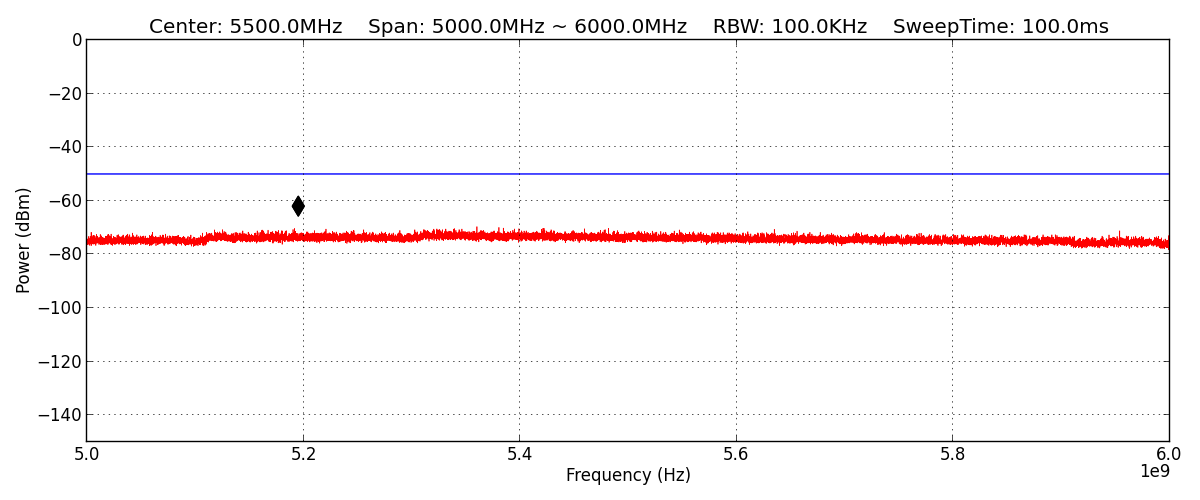 Center: 5500.0MHz    Span: 5000.0MHz ~ 6000.0MHz    RBW: 100.0KHz    SweepTime: 100.0ms
0
−20
−40
−60
−80
−100
−120
−140
Power (dBm)
5.0 5.2 5.4 5.6 5.8 6.0
1e9
Frequency (Hz)